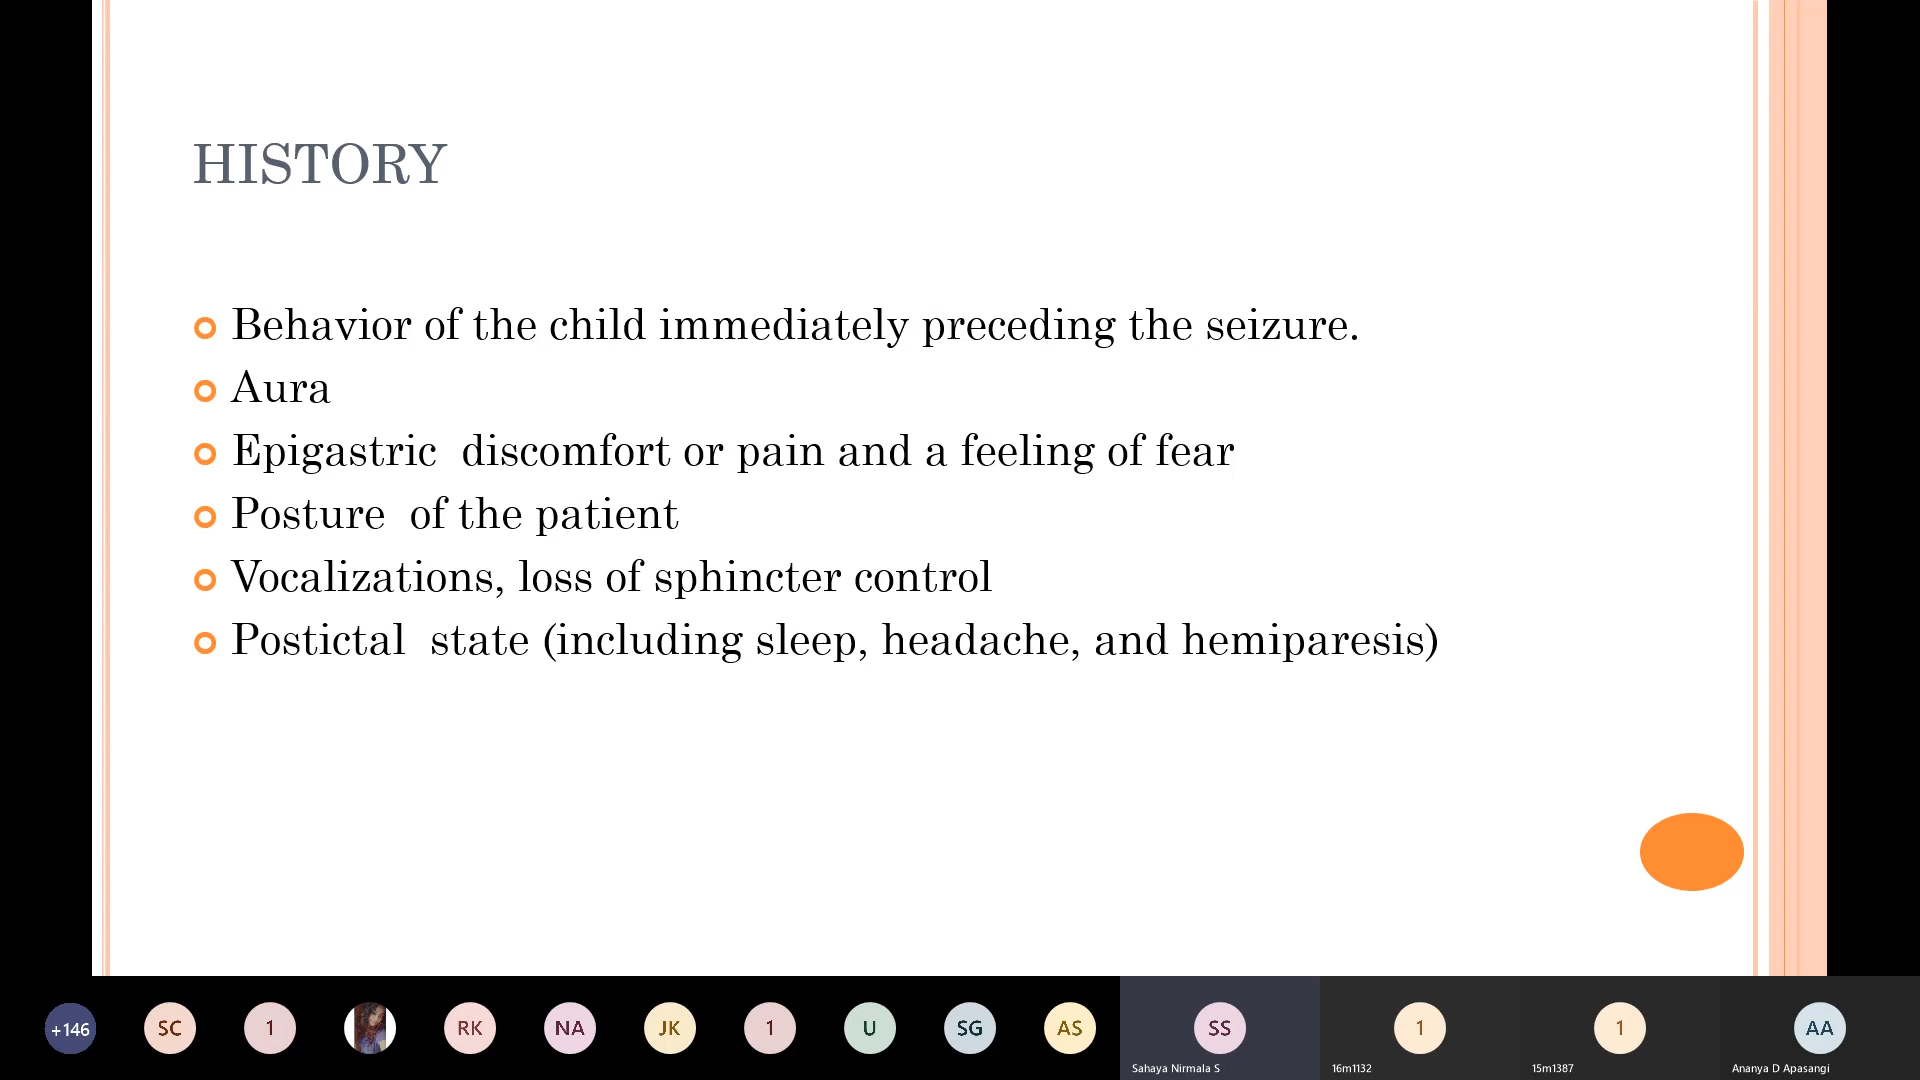 HISTORY
Behavior of the child immediately preceding the seizure.
Aura
Epigastric discomfort or pain and a feeling of fear
Posture of the patient
Vocalizations, loss of sphincter control
Postictal state (including sleep, headache, and hemiparesis)
+146
SC
1
RK
NA
JK
1
U
SG
AS
SS
1
1
AA
Sahaya Nirmala S
16m1132
15m1387
Ananya D Apasangi